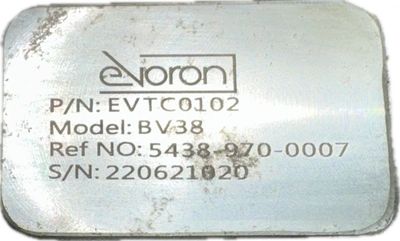 evoron
P/N: EVTC0102
Model: BV38
Ref NO: 5438-970-0007
S/N: 220621020